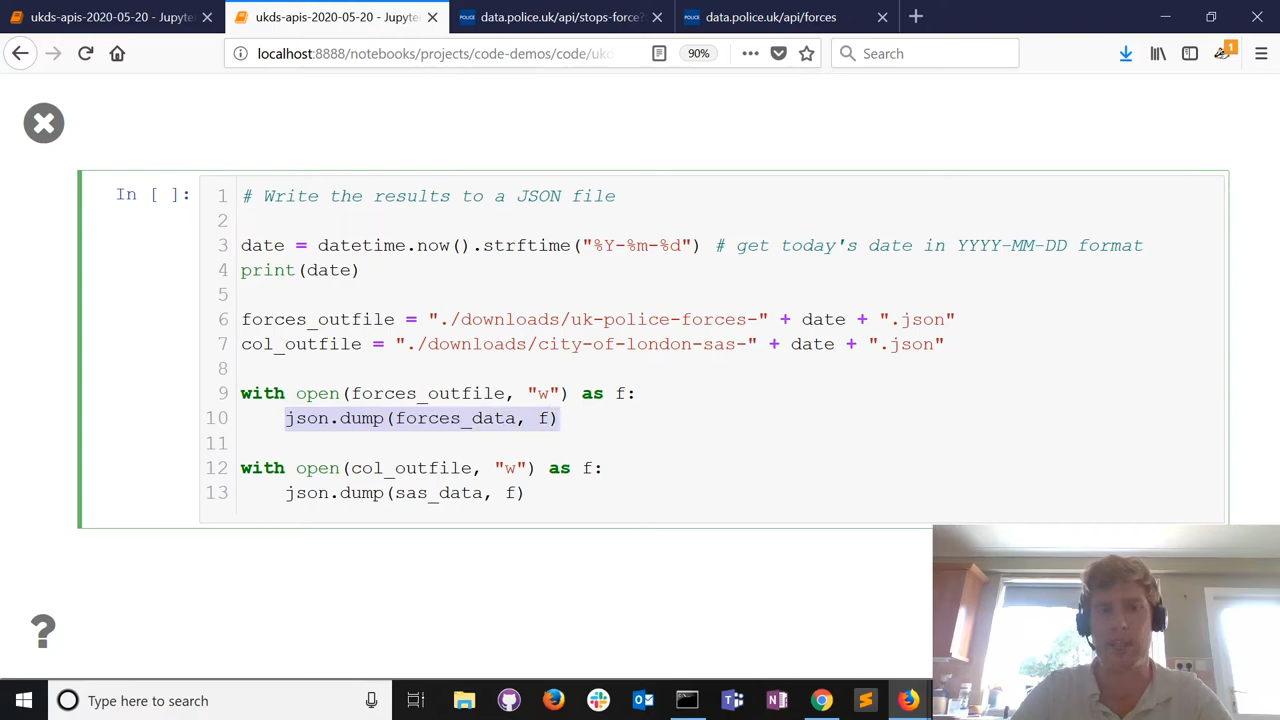 ukds-apis-2020-05-20 - Jupyter
ukds-apis-2020-05-20 - Jupyter
POLICE data.police.uk/api/stops-force?
POLICE data.police.uk/api/forces
localhost:8888/notebooks/projects/code-demos/code/ukd
90%
Search
In [ ]:
1 # Write the results to a JSON file
2
3 date = datetime.now().strftime("%Y-%m-%d") # get today's date in YYYY-MM-DD format
4 print(date)
5
6 forces_outfile = "./downloads/uk-police-forces-" + date + ".json"
7 col_outfile = "./downloads/city-of-london-sas-" + date + ".json"
8
9 with open(forces_outfile, "w") as f:
10 json.dump(forces_data, f)
11
12 with open(col_outfile, "w") as f:
13 json.dump(sas_data, f)
?
Type here to search